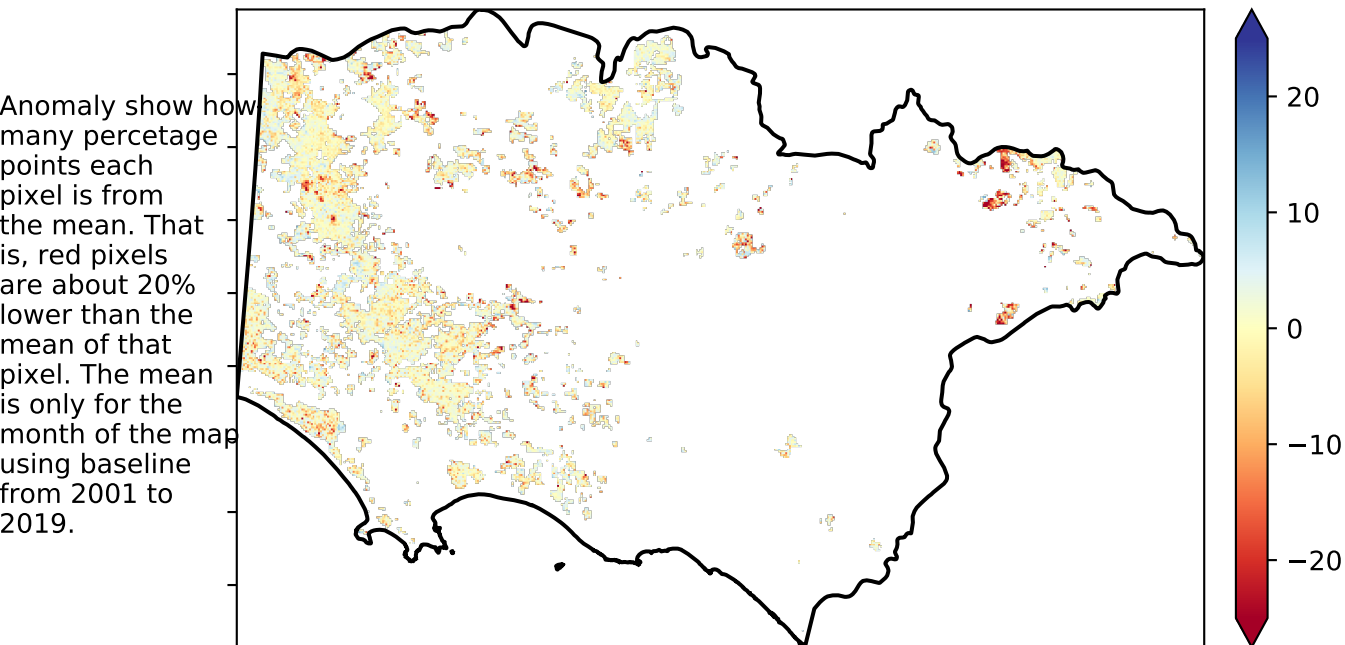 Anomaly show how
many percetage
points each
pixel is from
the mean. That
is, red pixels
are about 20%
lower than the
mean of that
pixel. The mean
is only for the
month of the map
using baseline
from 2001 to
2019.
20
10
0
−10
−20